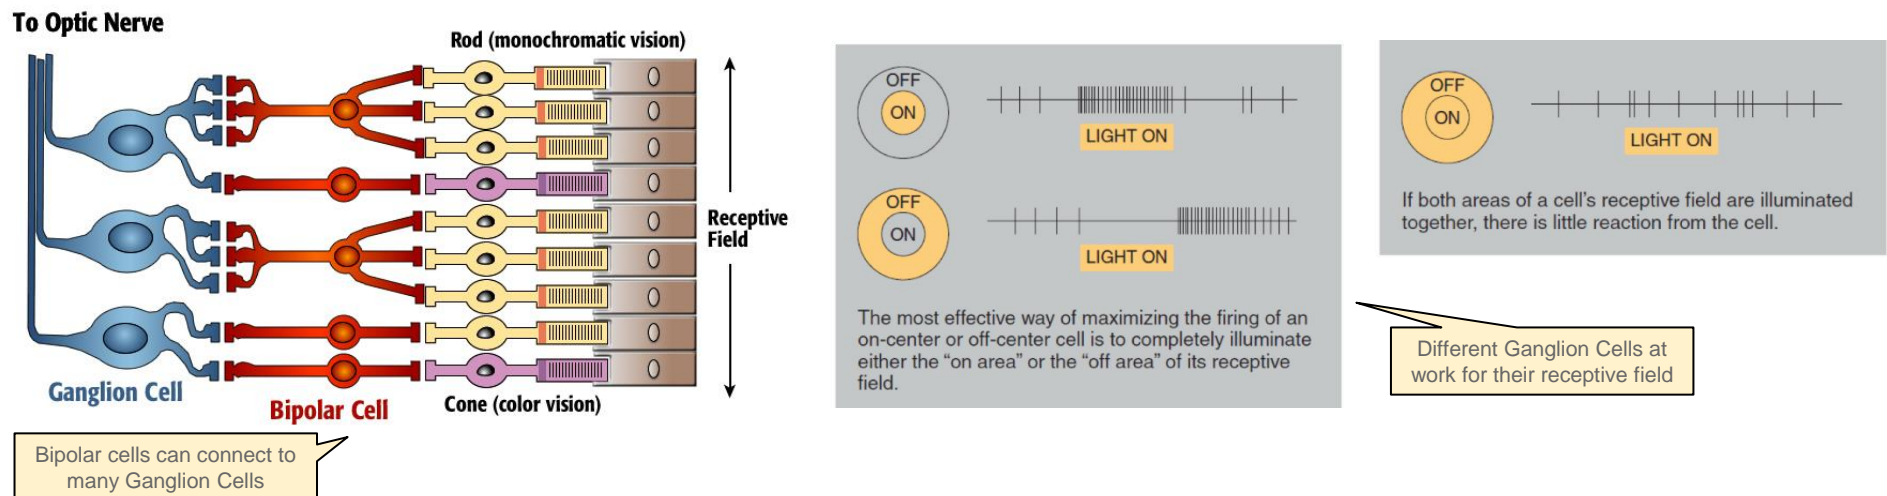 To Optic Nerve
Rod (monochromatic vision)
Receptive
Field
Ganglion Cell
Bipolar Cell
Cone (color vision)
Bipolar cells can connect to
many Ganglion Cells
OFF
ON
LIGHT ON
OFF
ON
LIGHT ON
The most effective way of maximizing the firing of an
on-center or off-center cell is to completely illuminate
either the “on area” or the “off area” of its receptive
field.
OFF
ON
LIGHT ON
If both areas of a cell’s receptive field are illuminated
together, there is little reaction from the cell.
Different Ganglion Cells at
work for their receptive field